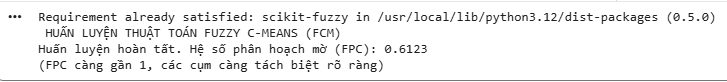 ••• Requirement already satisfied: scikit-fuzzy in /usr/local/lib/python3.12/dist-packages (0.5.0)
HUẤN LUYỆN THUẬT TOÁN FUZZY C-MEANS (FCM)
Huấn luyện hoàn tất. Hệ số phân hoạch mờ (FPC): 0.6123
(FPC càng gần 1, các cụm càng tách biệt rõ ràng)